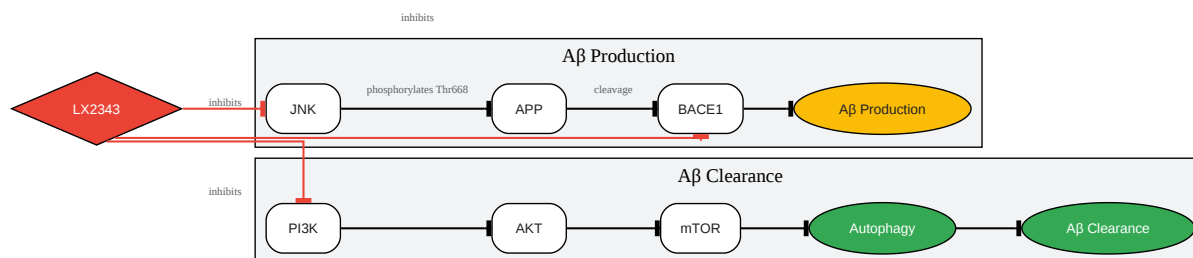 inhibits
Aβ Production
LX2343
inhibits
JNK
phosphorylates Thr668
APP
cleavage
BACE1
Aβ Production
Aβ Clearance
inhibits
PI3K
AKT
mTOR
Autophagy
Aβ Clearance